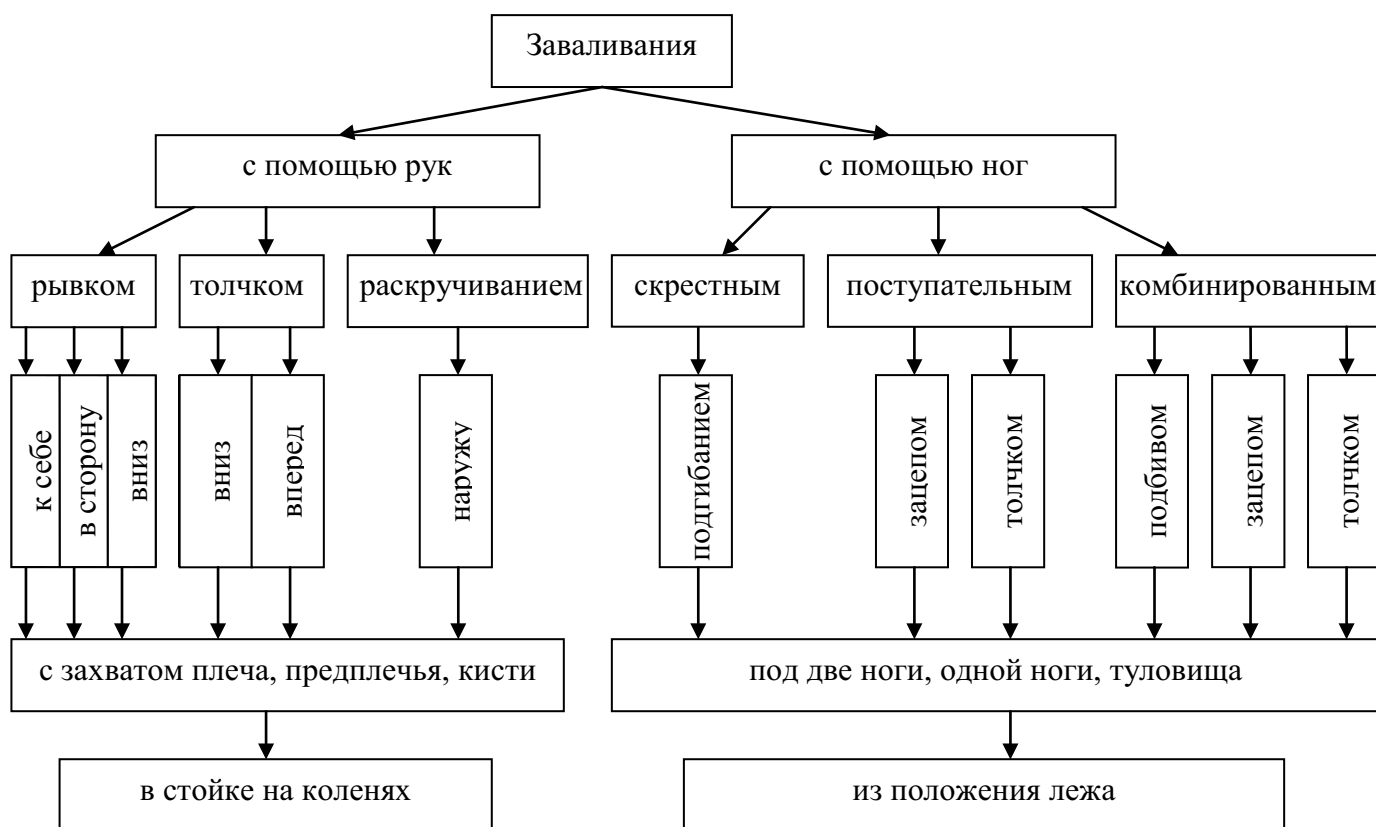 Заваливания
с помощью рук
с помощью ног
рывком
толчком
раскручиванием
скрестным
поступательным
комбинированным
к себе
в сторону
вниз
вниз
вперед
наружу
подгибанием
зацепом
толчком
подбивом
зацепом
толчком
с захватом плеча, предплечья, кисти
под две ноги, одной ноги, туловища
в стойке на коленях
из положения лежа